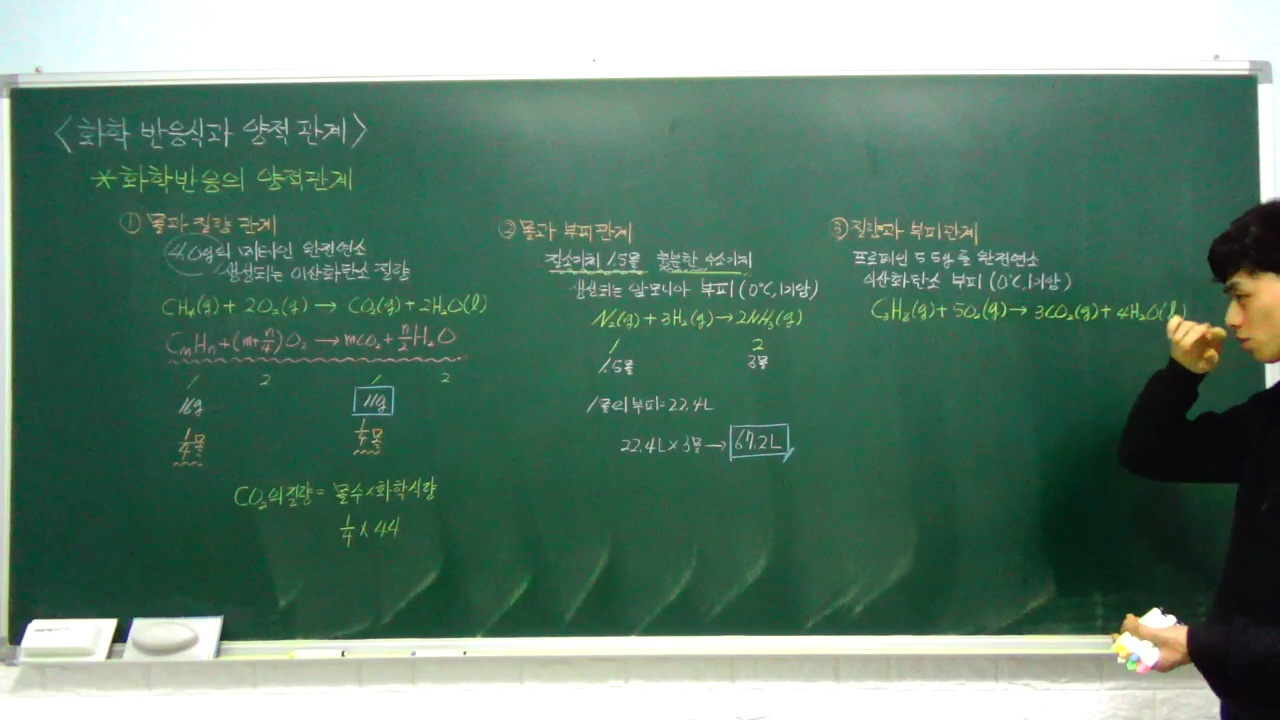 <화학 반응식과 양적 관계>
*화학반응의 양적관계
① 몰과 질량 관계
4.0g의 메테인 완전연소
생성되는 이산화탄소 질량
CH₄(g) + 2O₂(g) → CO₂(g) + 2H₂O(l)
CmHn + (m+n/4)O₂ → mCO₂ + n/2 H₂O
1 2 1 2
16g 11g
1/4몰 1/4몰
CO₂의 질량 = 몰수×화학식량
1/4 × 44
② 몰과 부피관계
질소기체 1.5몰 충분한 수소기체
생성되는 암모니아 부피 (0℃, 1기압)
N₂(g) + 3H₂(g) → 2NH₃(g)
1 2
1.5몰 3몰
1몰의 부피 = 22.4L
22.4L × 3몰 → 67.2L
③ 질량과 부피관계
프로페인 55g을 완전연소
이산화탄소 부피 (0℃, 1기압)
C₃H₈(g) + 5O₂(g) → 3CO₂(g) + 4H₂O(l)